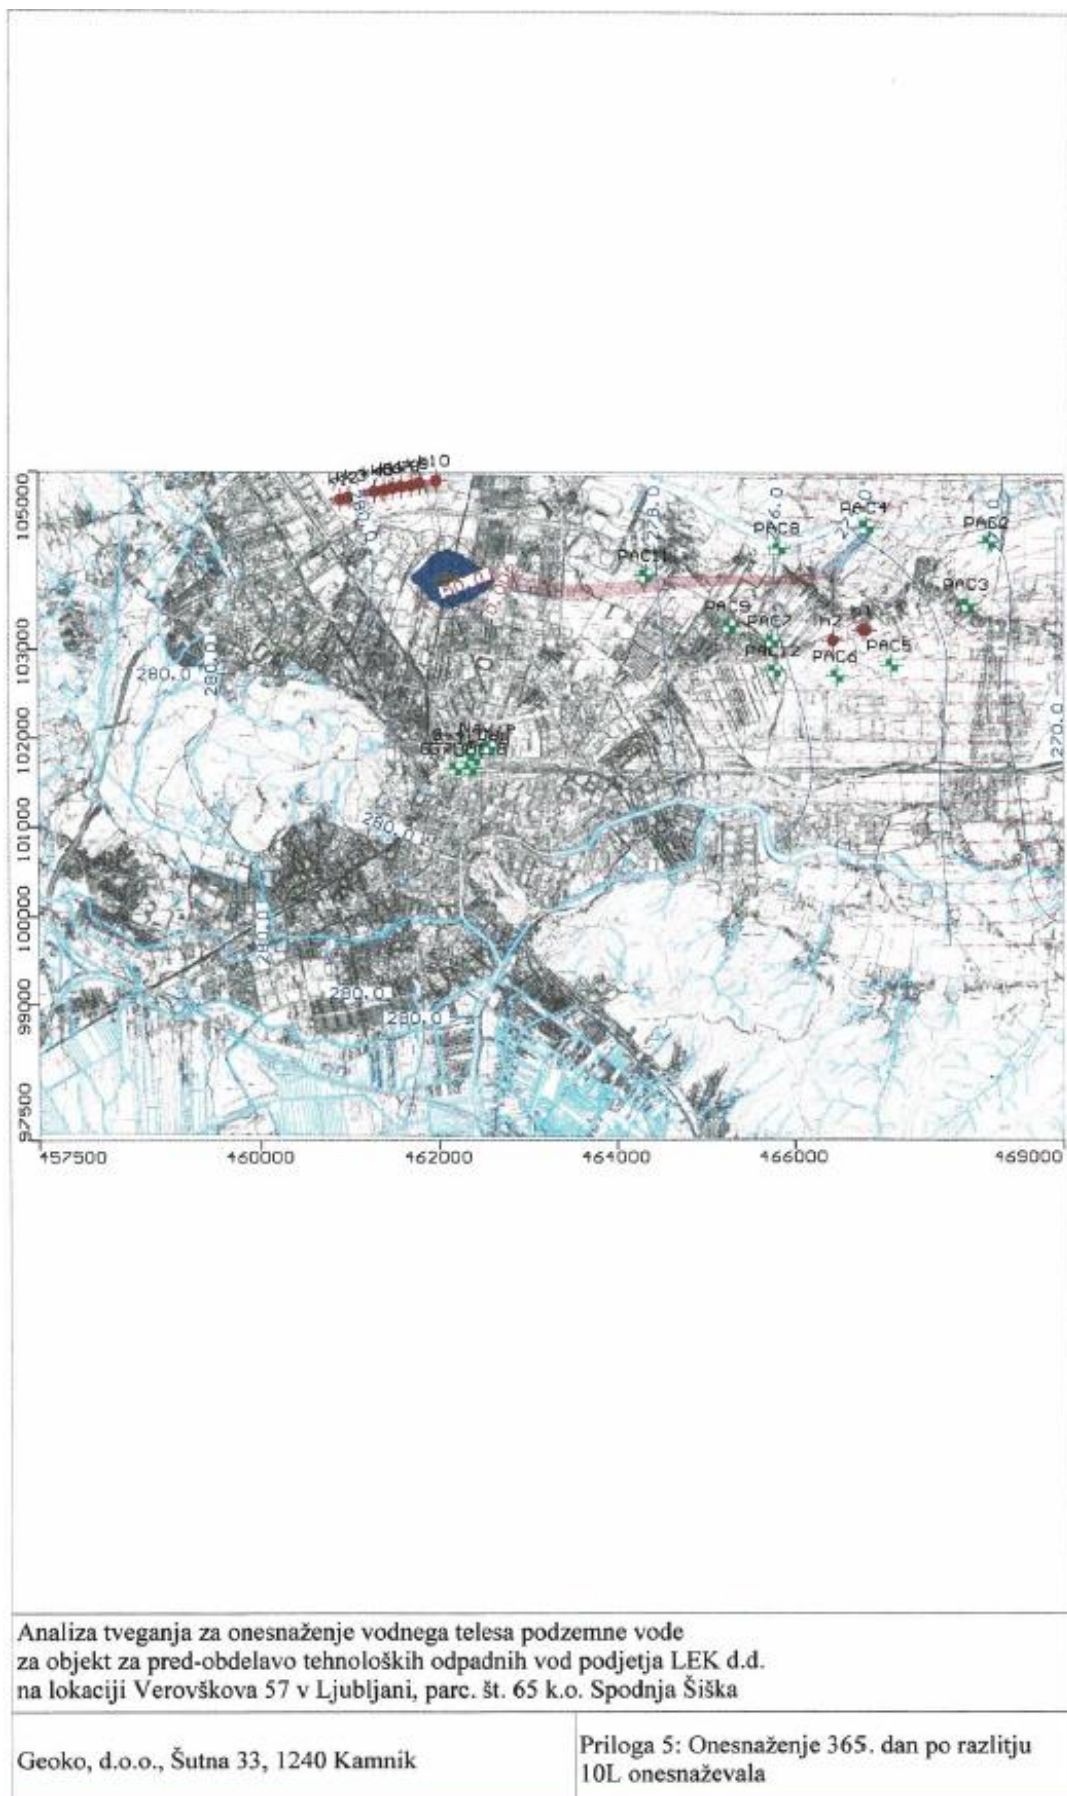 105000
103000
102000
101000
100000
99000
97500
457500
460000
462000
464000
466000
469000
280.0
280.0
280.0
280.0
280.0
280.0
278.0
270.0
PAC11
PAC8
PAC4
PAC3
PAC9
PAC7
PAC12
PAC6
PAC5
Analiza tveganja za onesnaženje vodnega telesa podzemne vode
za objekt za pred-obdelavo tehnoloških odpadnih vod podjetja LEK d.d.
na lokaciji Verovškova 57 v Ljubljani, parc. št. 65 k.o. Spodnja Šiška
Geoko, d.o.o., Šutna 33, 1240 Kamnik
Priloga 5: Onesnaženje 365. dan po razlitju
10L onesnaževala